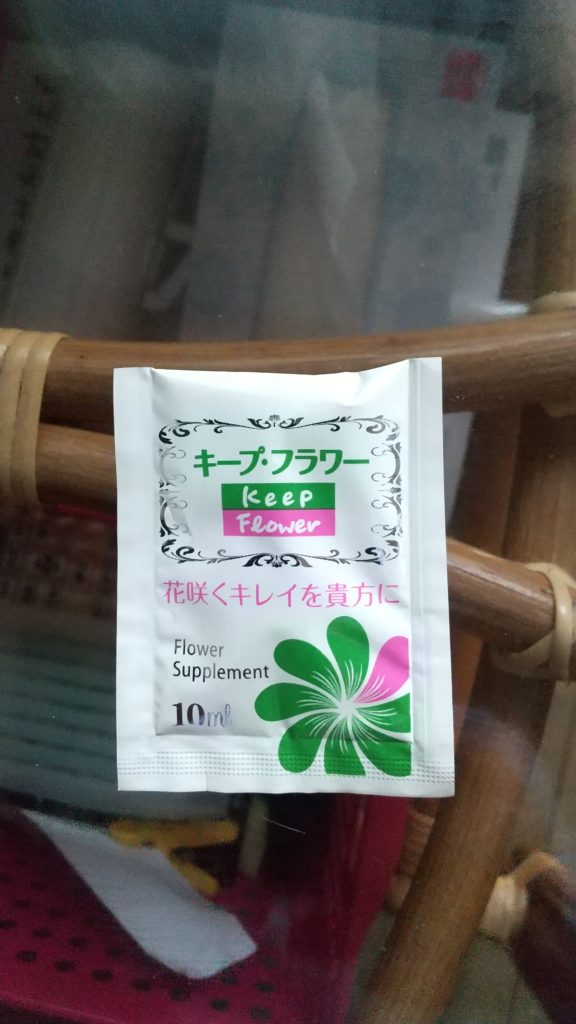 キープ・フラワー
Keep
Flower
花咲くキレイを貴方に
Flower
Supplement
10ml